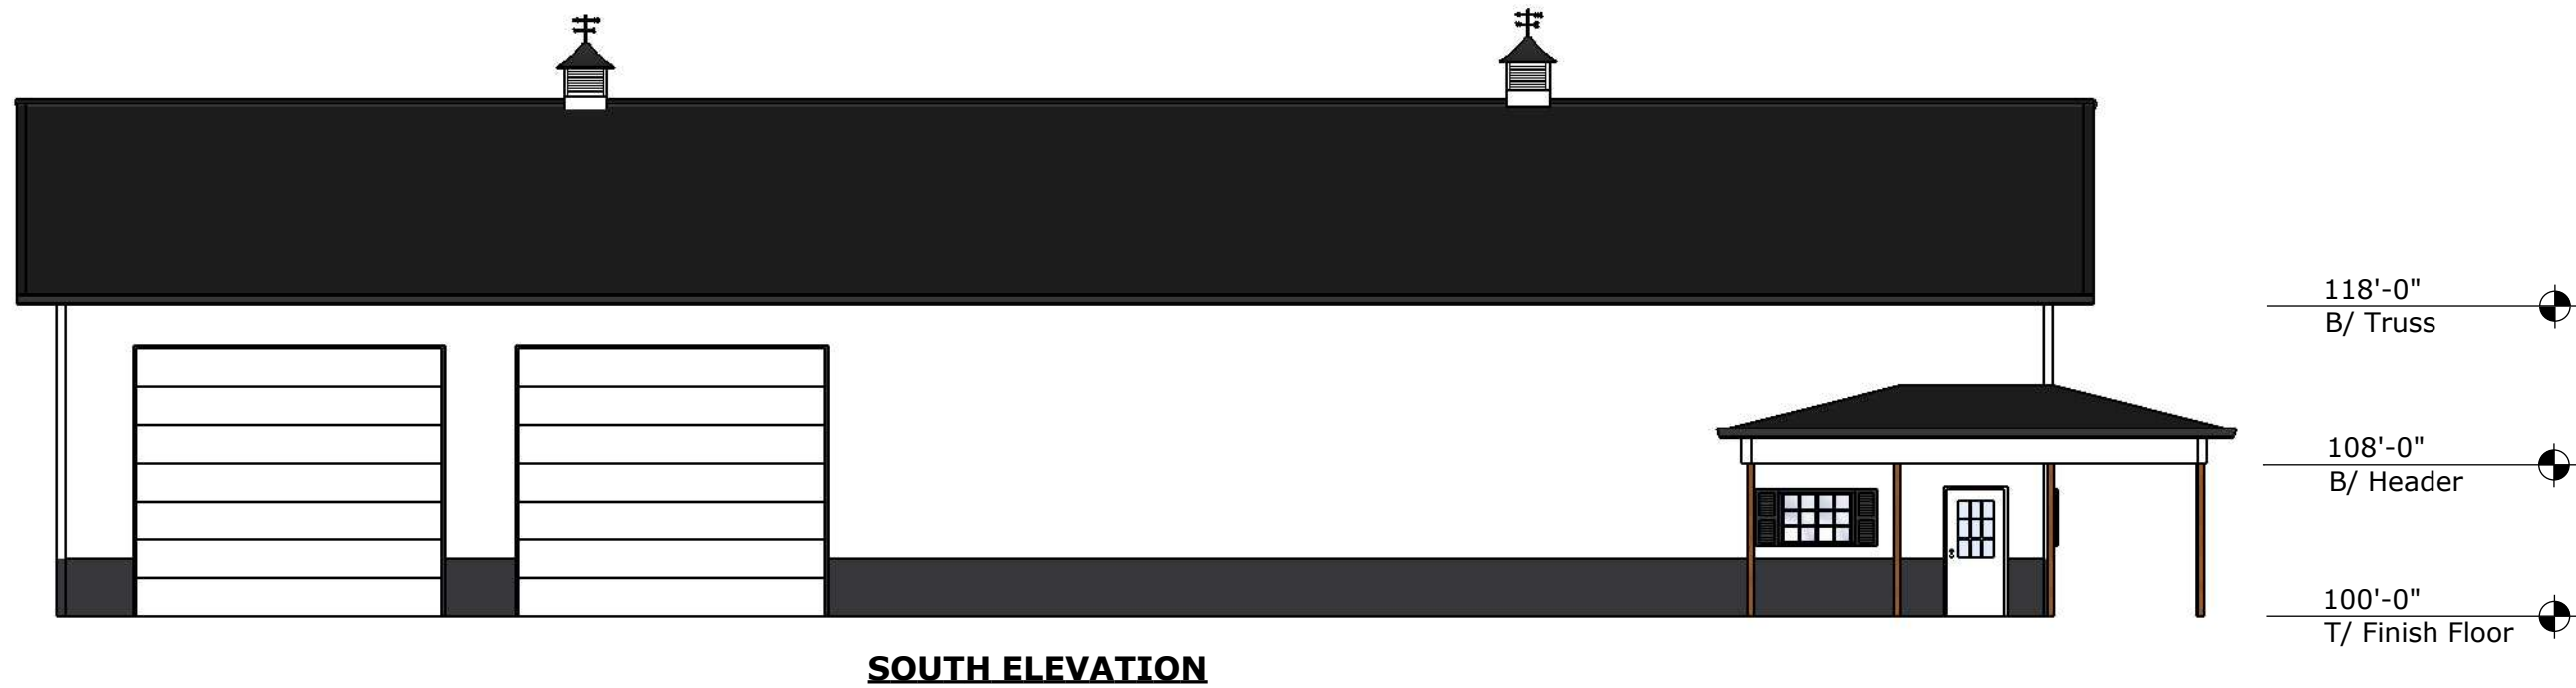 118'-0"
B/ Truss
108'-0"
B/ Header
100'-0"
T/ Finish Floor
SOUTH ELEVATION